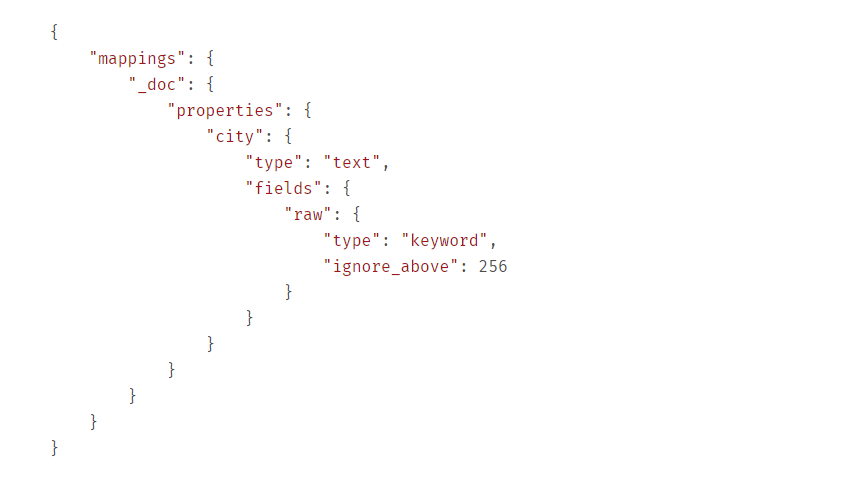 {
    "mappings": {
        "_doc": {
            "properties": {
                "city": {
                    "type": "text",
                    "fields": {
                        "raw": {
                            "type": "keyword",
                            "ignore_above": 256
                        }
                    }
                }
            }
        }
    }
}